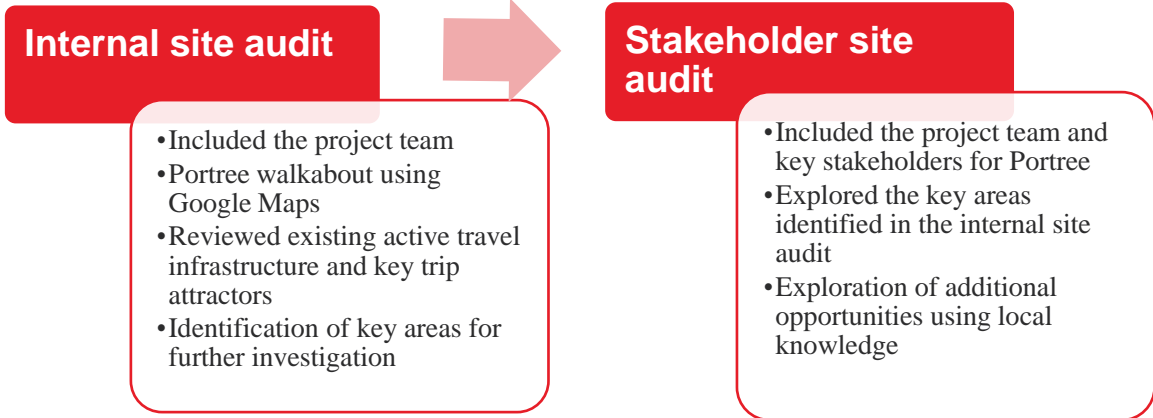 Internal site audit
•Included the project team
•Portree walkabout using
Google Maps
•Reviewed existing active travel
infrastructure and key trip
attractors
•Identification of key areas for
further investigation
Stakeholder site
audit
•Included the project team and
key stakeholders for Portree
•Explored the key areas
identified in the internal site
audit
•Exploration of additional
opportunities using local
knowledge